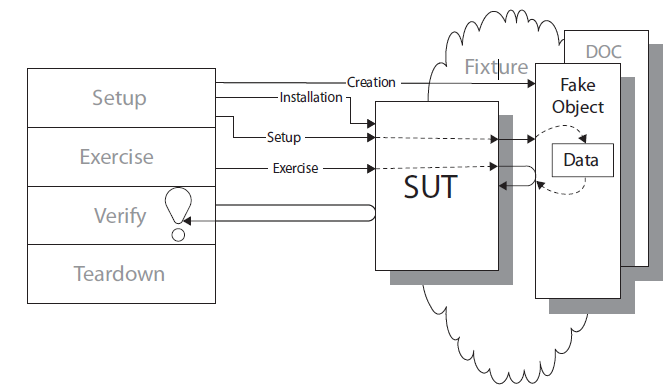 Setup
Exercise
Verify
Teardown
Creation
Installation
Setup
Exercise
SUT
Fixture
DOC
Fake
Object
Data